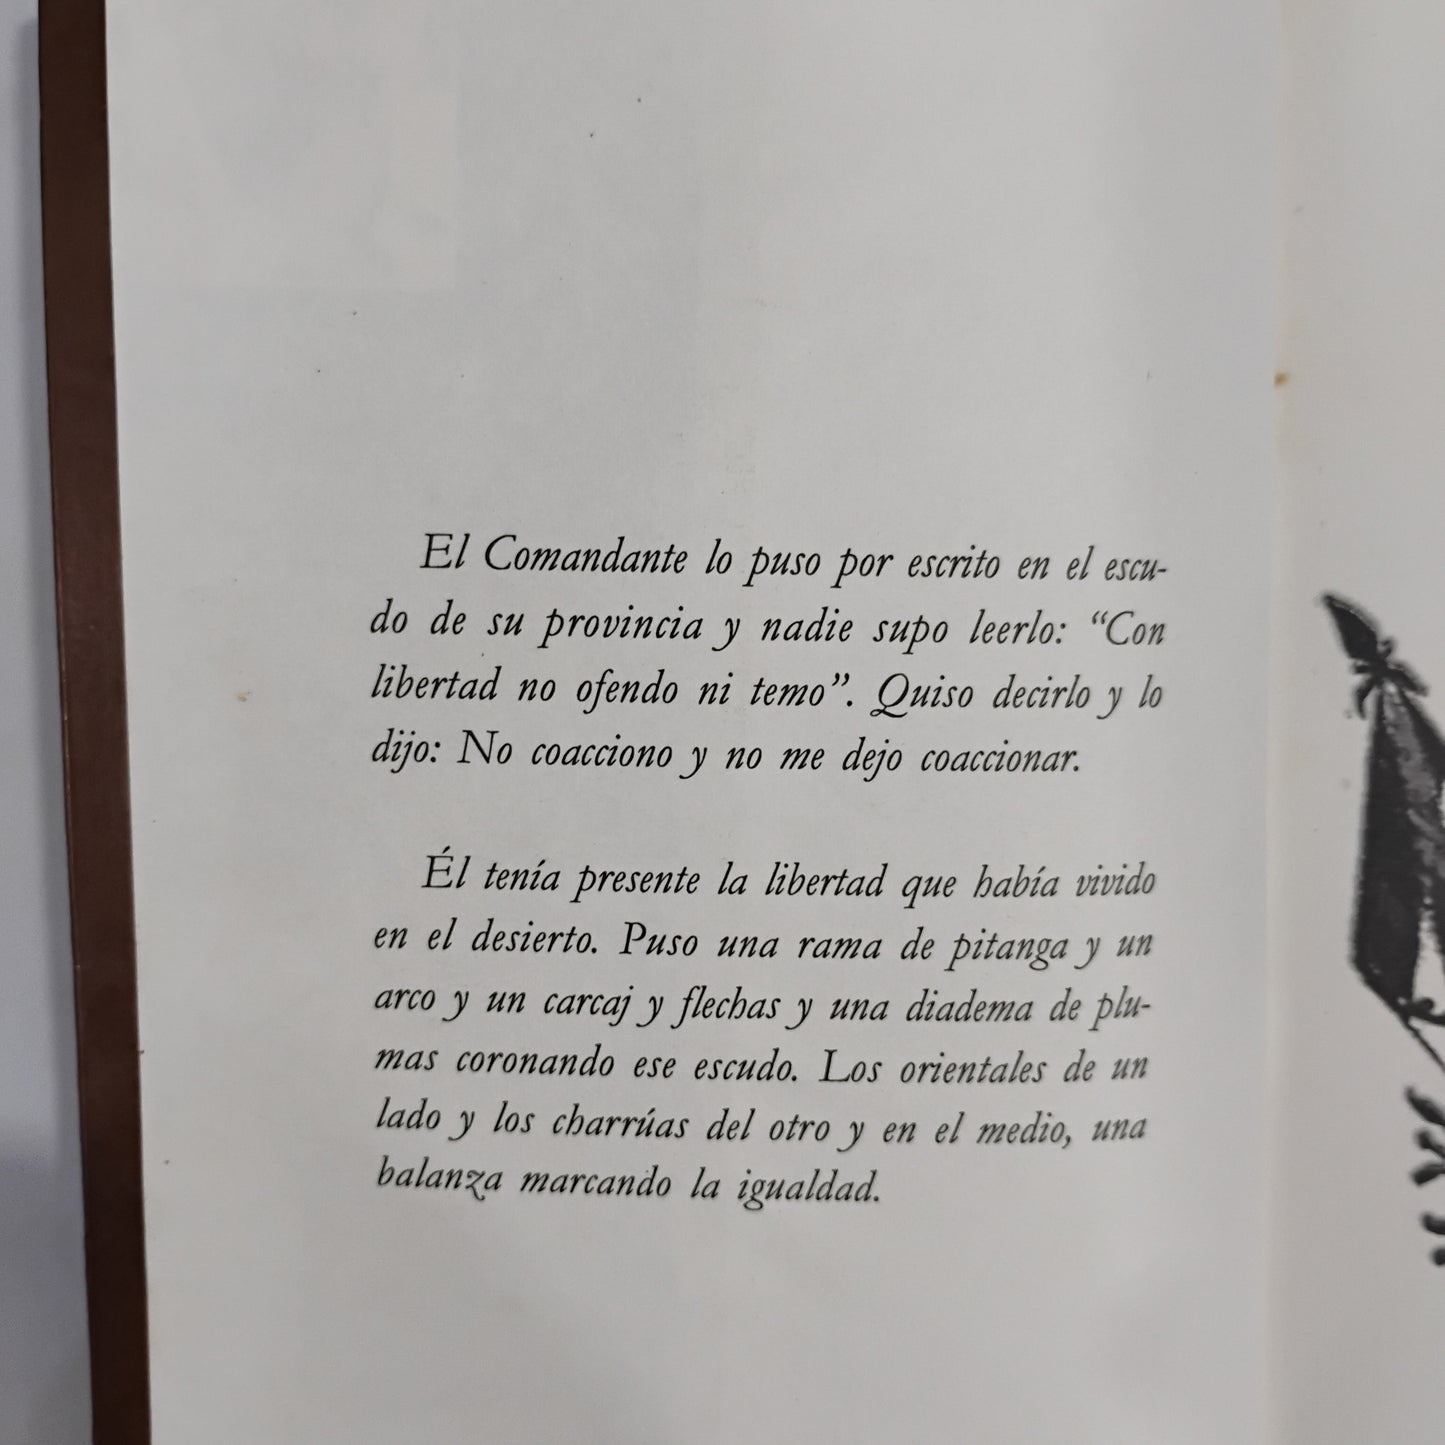 El Comandante lo puso por escrito en el escu-
do de su provincia y nadie supo leerlo: “Con
libertad no ofendo ni temo”. Quiso decirlo y lo
dijo: No coacciono y no me dejo coaccionar.
Él tenía presente la libertad que había vivido
en el desierto. Puso una rama de pitanga y un
arco y un carcaj y flechas y una diadema de plu-
mas coronando ese escudo. Los orientales de un
lado y los charrúas del otro y en el medio, una
balanza marcando la igualdad.